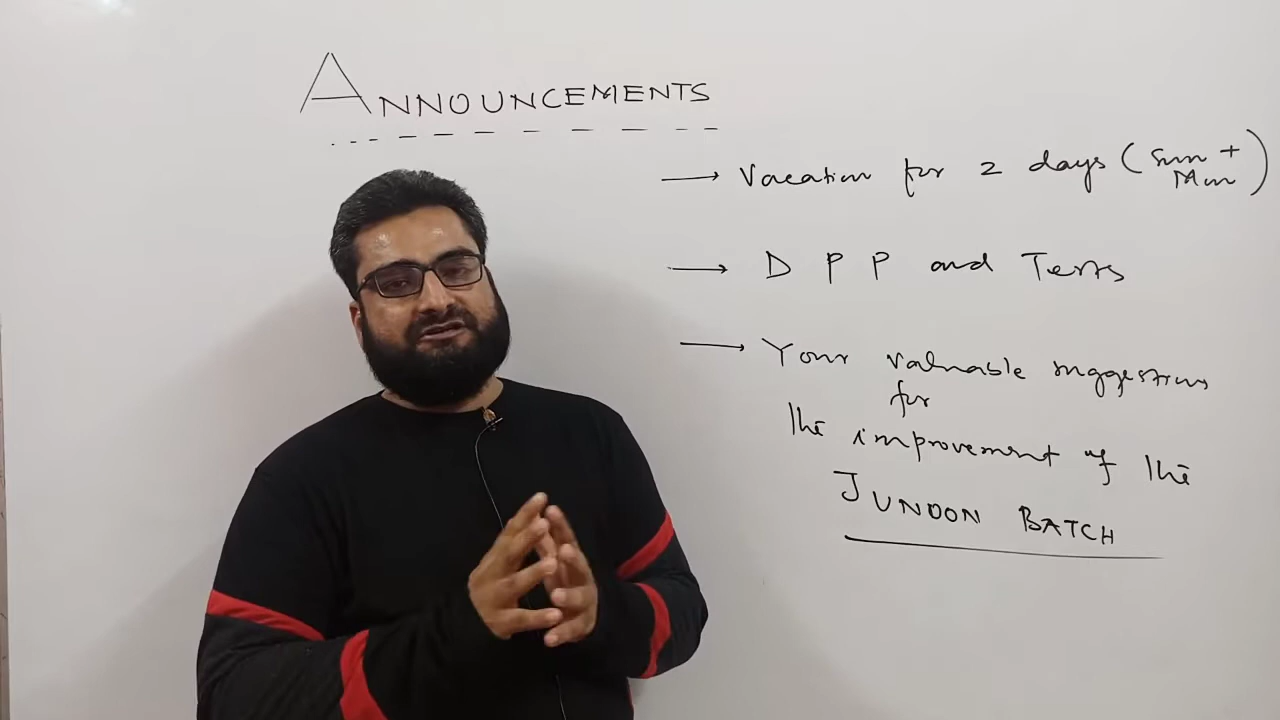 ANNOUNCEMENTS
→ Vacation for 2 days (Sun +
Mon)
→ D P P and Tests
→ Your valuable suggestions
for
the improvement of the
JUNOON BATCH